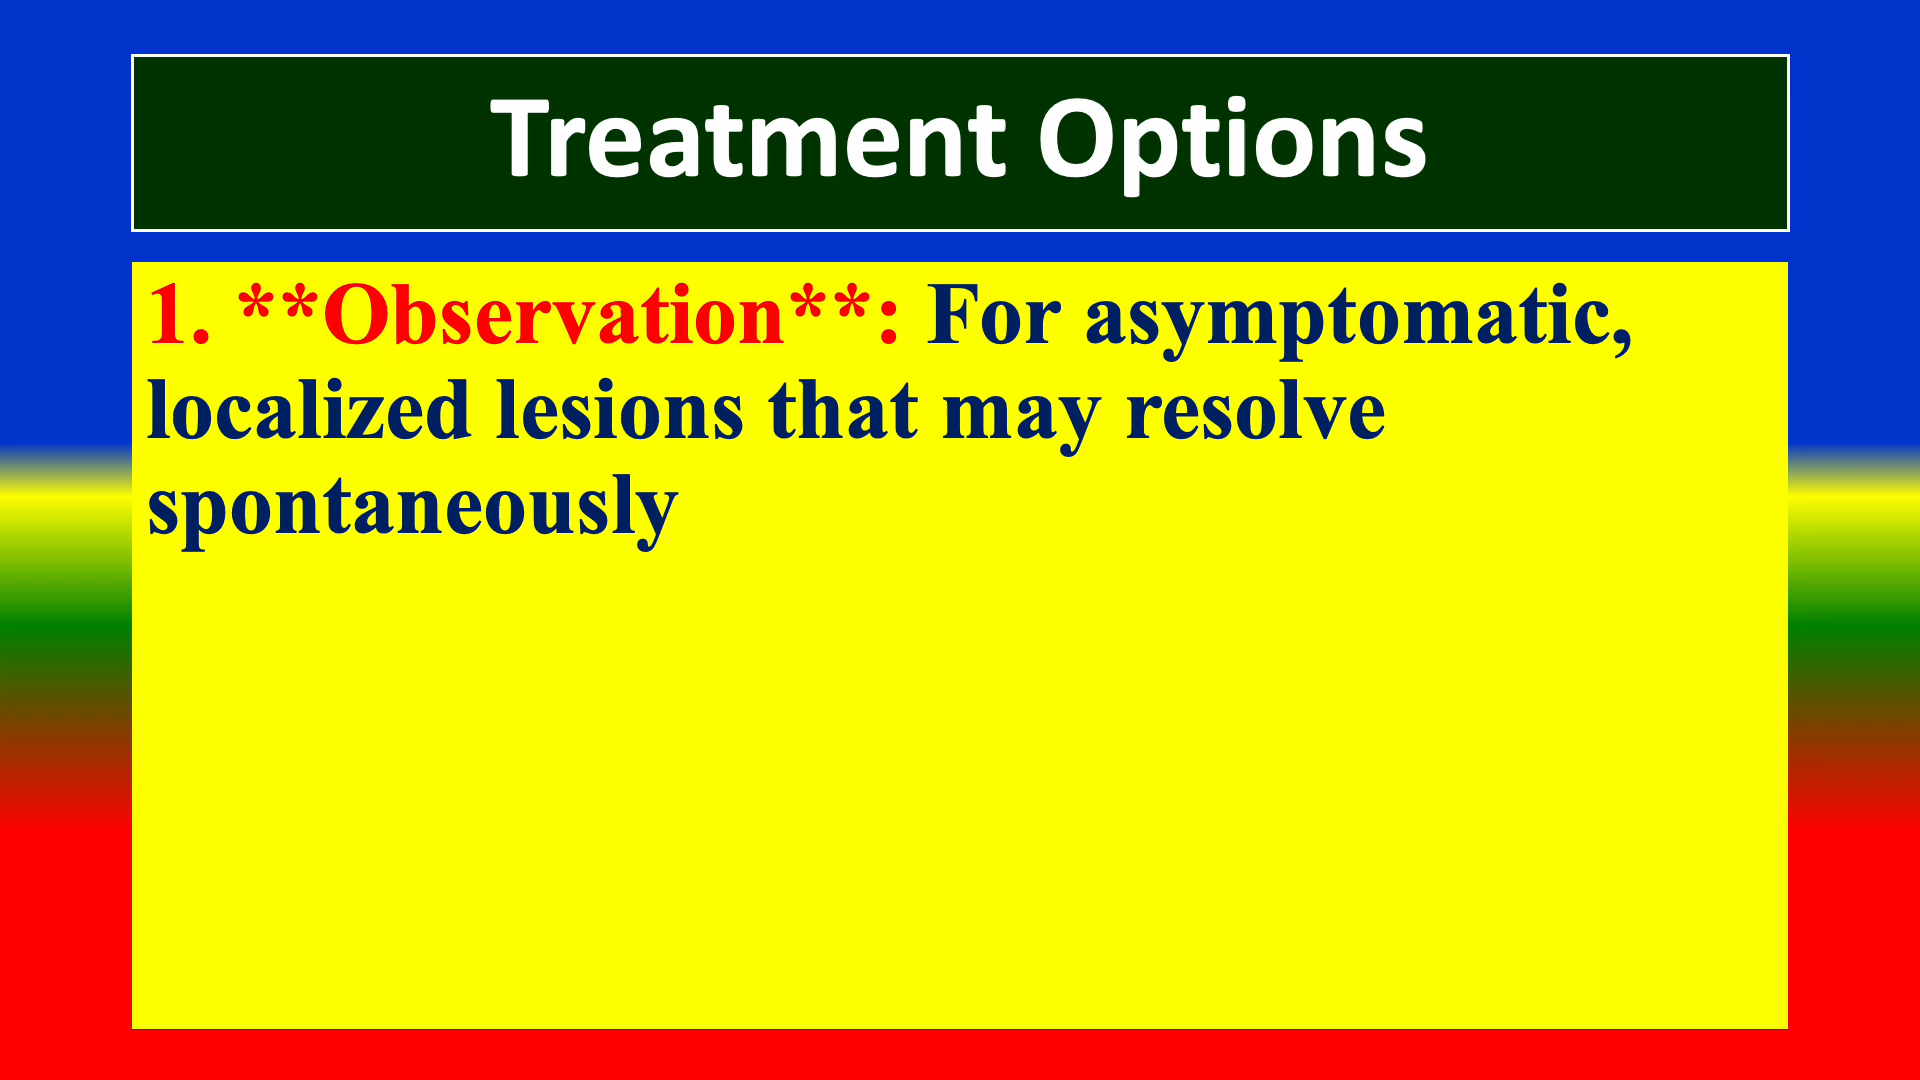 Treatment Options
1. **Observation**: For asymptomatic,
localized lesions that may resolve
spontaneously